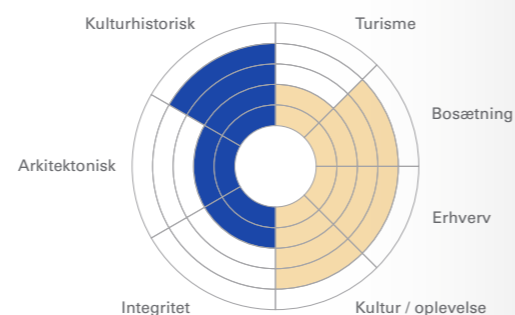 Kulturhistorisk
Turisme
Bosætning
Arkitektonisk
Erhverv
Integritet
Kultur / oplevelse